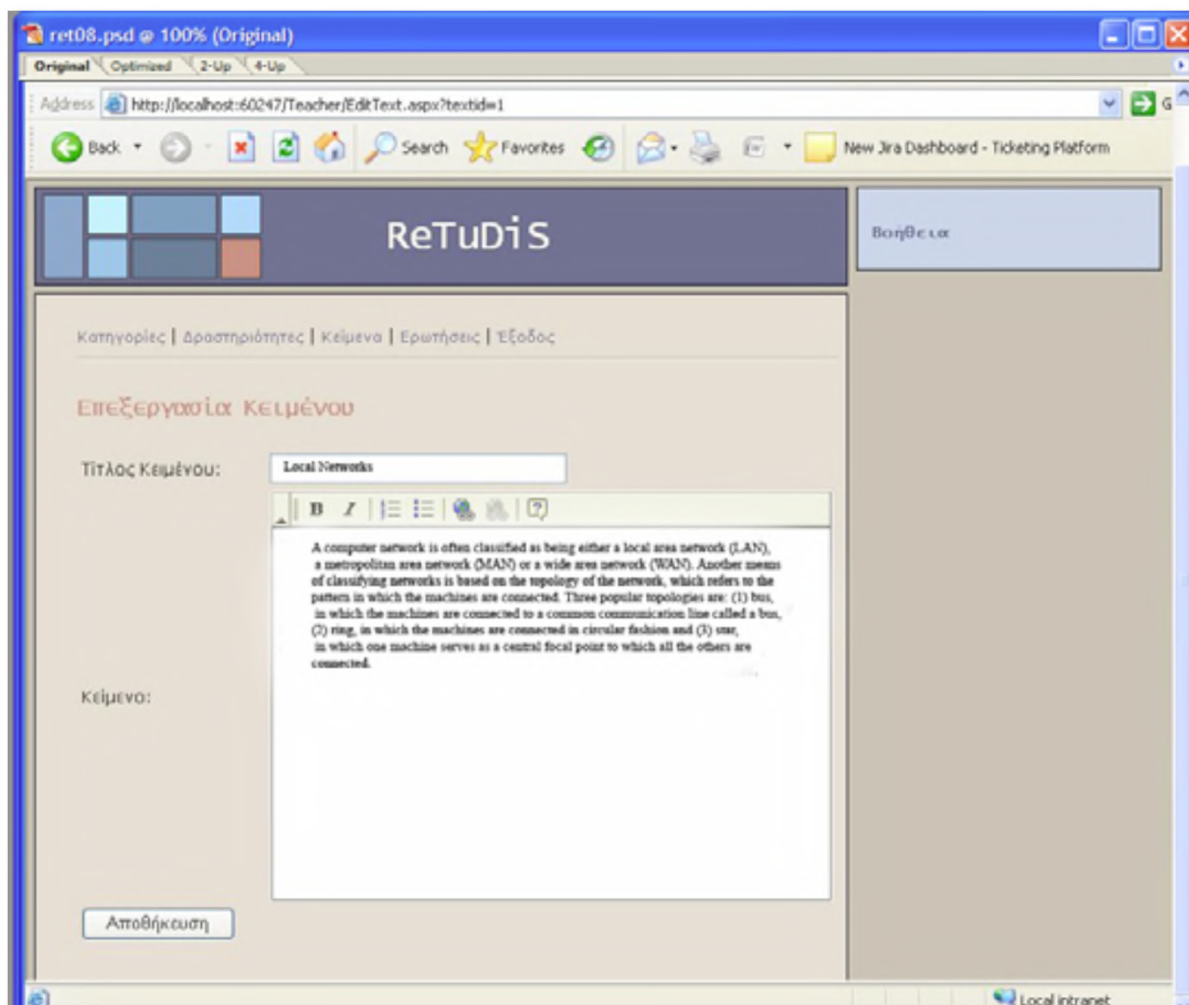 ret08.psd @ 100% (Original)
Original Optimized 2-Up 4-Up
Address http://localhost:60247/Teacher/EditText.aspx?textid=1 G
Back Search Favorites New Jira Dashboard - Ticketing Platform
ReTuDiS
Βοήθεια
Κατηγορίες | Δραστηριότητες | Κείμενα | Ερωτήσεις | Έξοδος
Επεξεργασία Κειμένου
Τίτλος Κειμένου: Local Networks
B I
A computer network is often classified as being either a local area network (LAN),
a metropolitan area network (MAN) or a wide area network (WAN). Another means
of classifying networks is based on the topology of the network, which refers to the
pattern in which the machines are connected. Three popular topologies are: (1) bus,
in which the machines are connected to a common communication line called a bus,
(2) ring, in which the machines are connected in circular fashion and (3) star,
in which one machine serves as a central focal point to which all the others are
connected.
Κείμενο:
Αποθήκευση
Local intranet